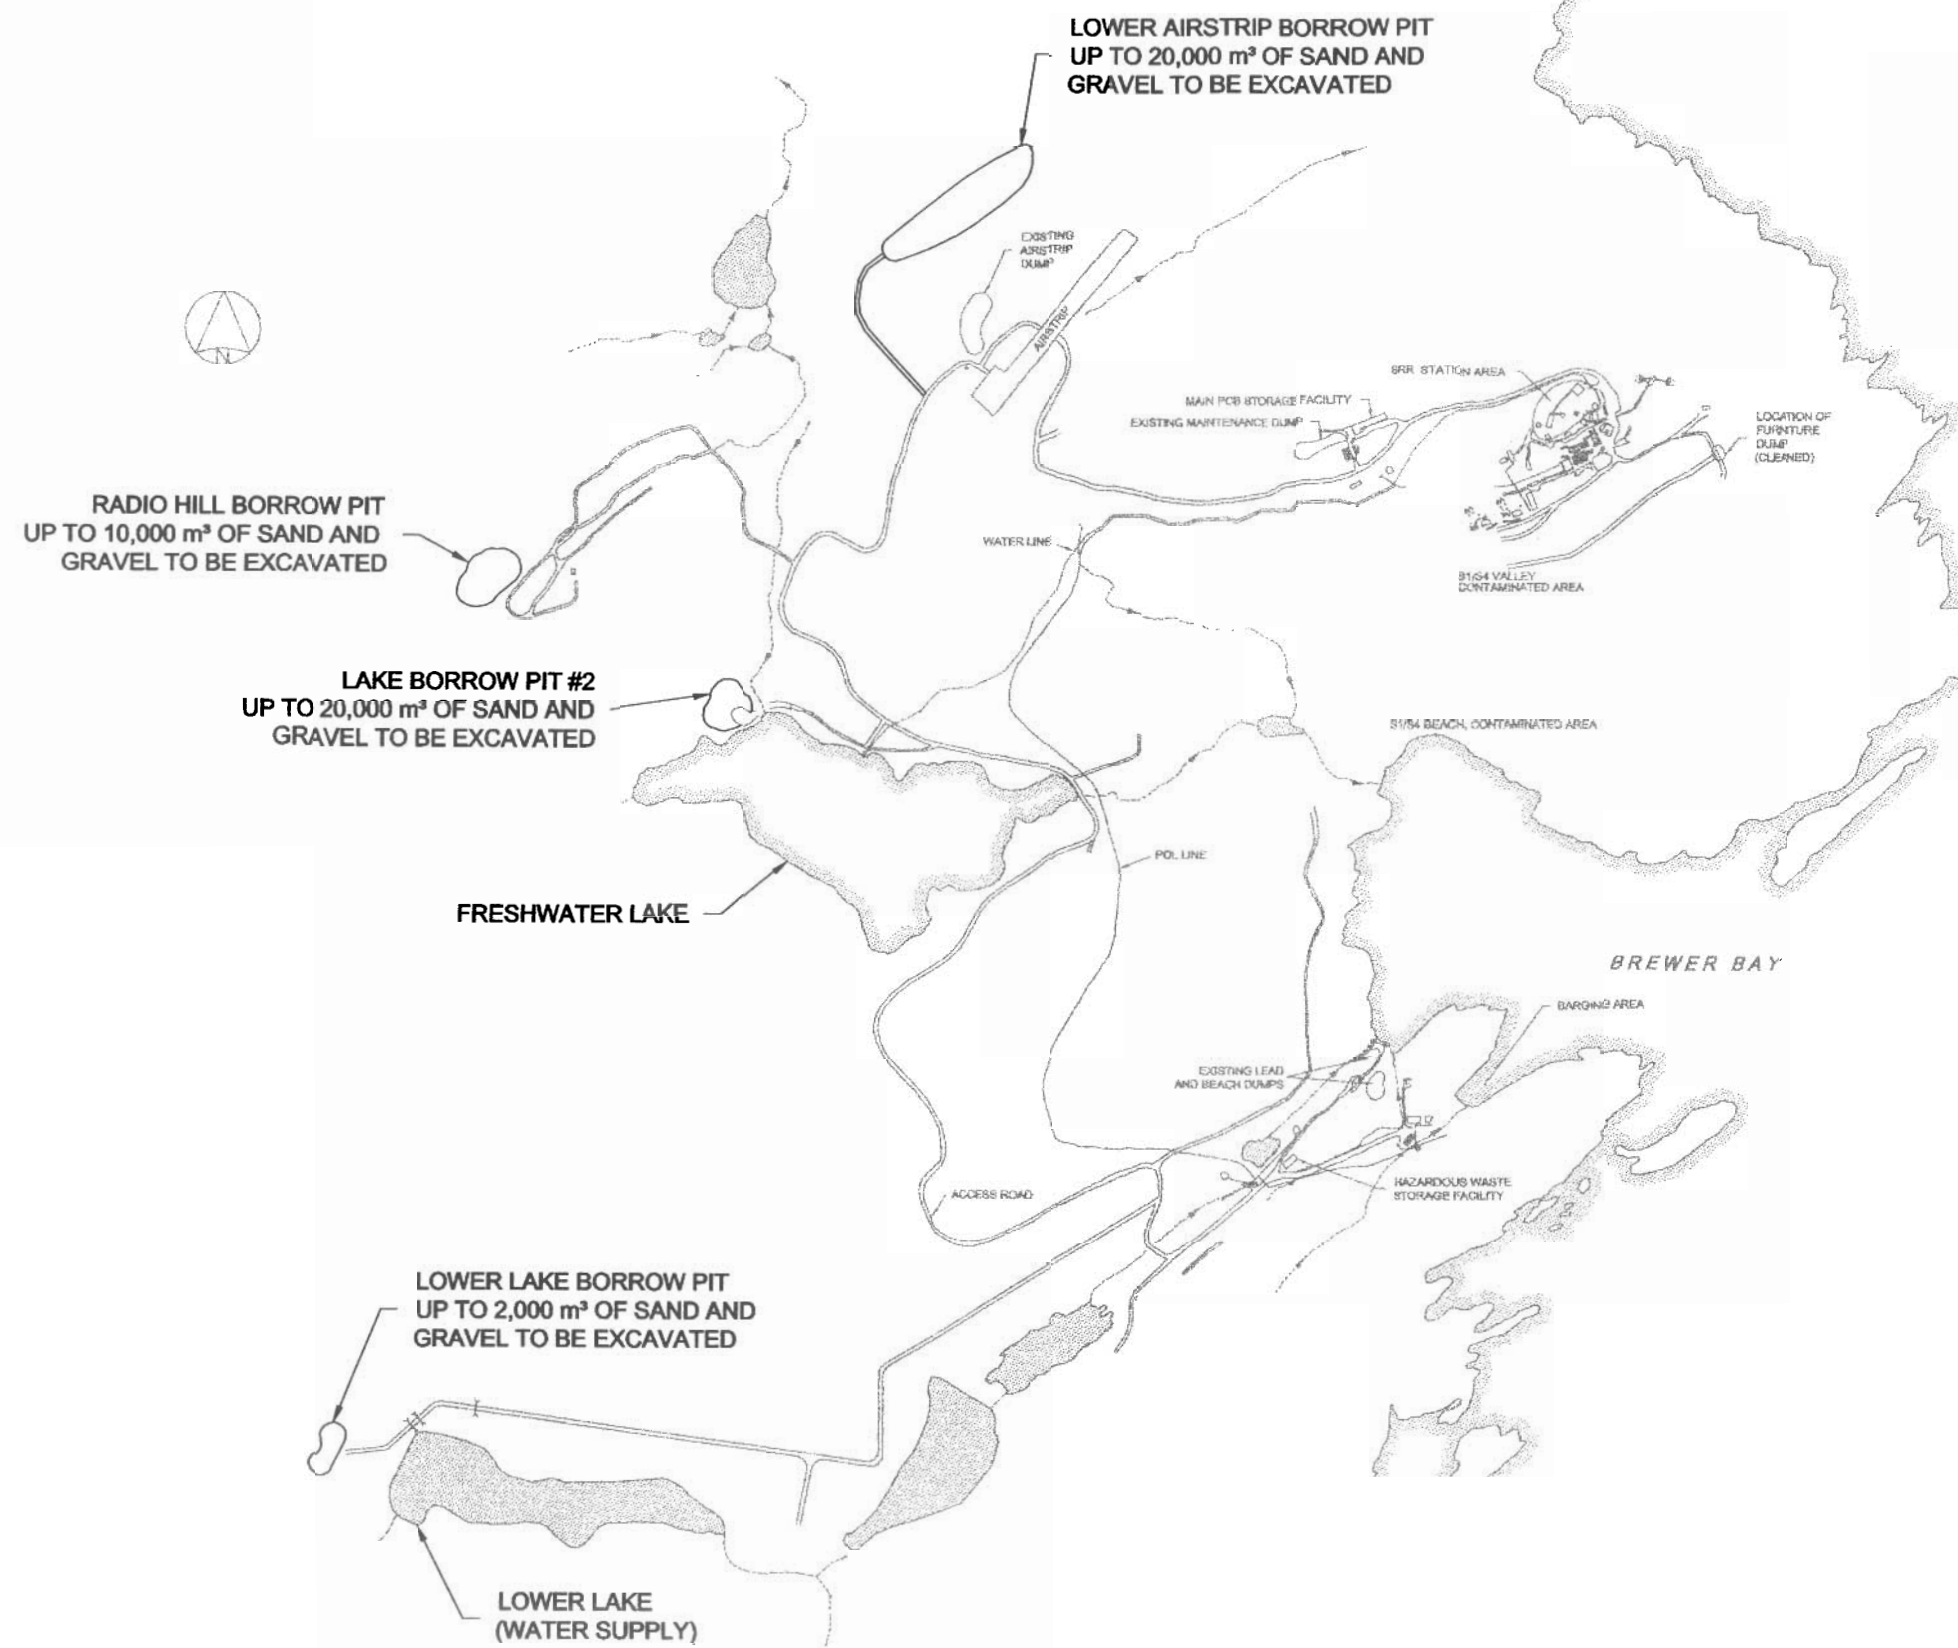 LOWER AIRSTRIP BORROW PIT
UP TO 20,000 m³ OF SAND AND
GRAVEL TO BE EXCAVATED
EXISTING
AIRSTRIP
DUMP
AIRSTRIP
N
SRR STATION AREA
MAIN PCB STORAGE FACILITY
EXISTING MAINTENANCE DUMP
LOCATION OF
FURNITURE
DUMP
(CLEANED)
RADIO HILL BORROW PIT
UP TO 10,000 m³ OF SAND AND
GRAVEL TO BE EXCAVATED
WATER LINE
S1/S4 VALLEY
CONTAMINATED AREA
LAKE BORROW PIT #2
UP TO 20,000 m³ OF SAND AND
GRAVEL TO BE EXCAVATED
S1/S4 BEACH, CONTAMINATED AREA
POL LINE
FRESHWATER LAKE
BREWER BAY
BARGING AREA
EXISTING LEAD
AND BEACH DUMPS
HAZARDOUS WASTE
STORAGE FACILITY
ACCESS ROAD
LOWER LAKE BORROW PIT
UP TO 2,000 m³ OF SAND AND
GRAVEL TO BE EXCAVATED
LOWER LAKE
(WATER SUPPLY)